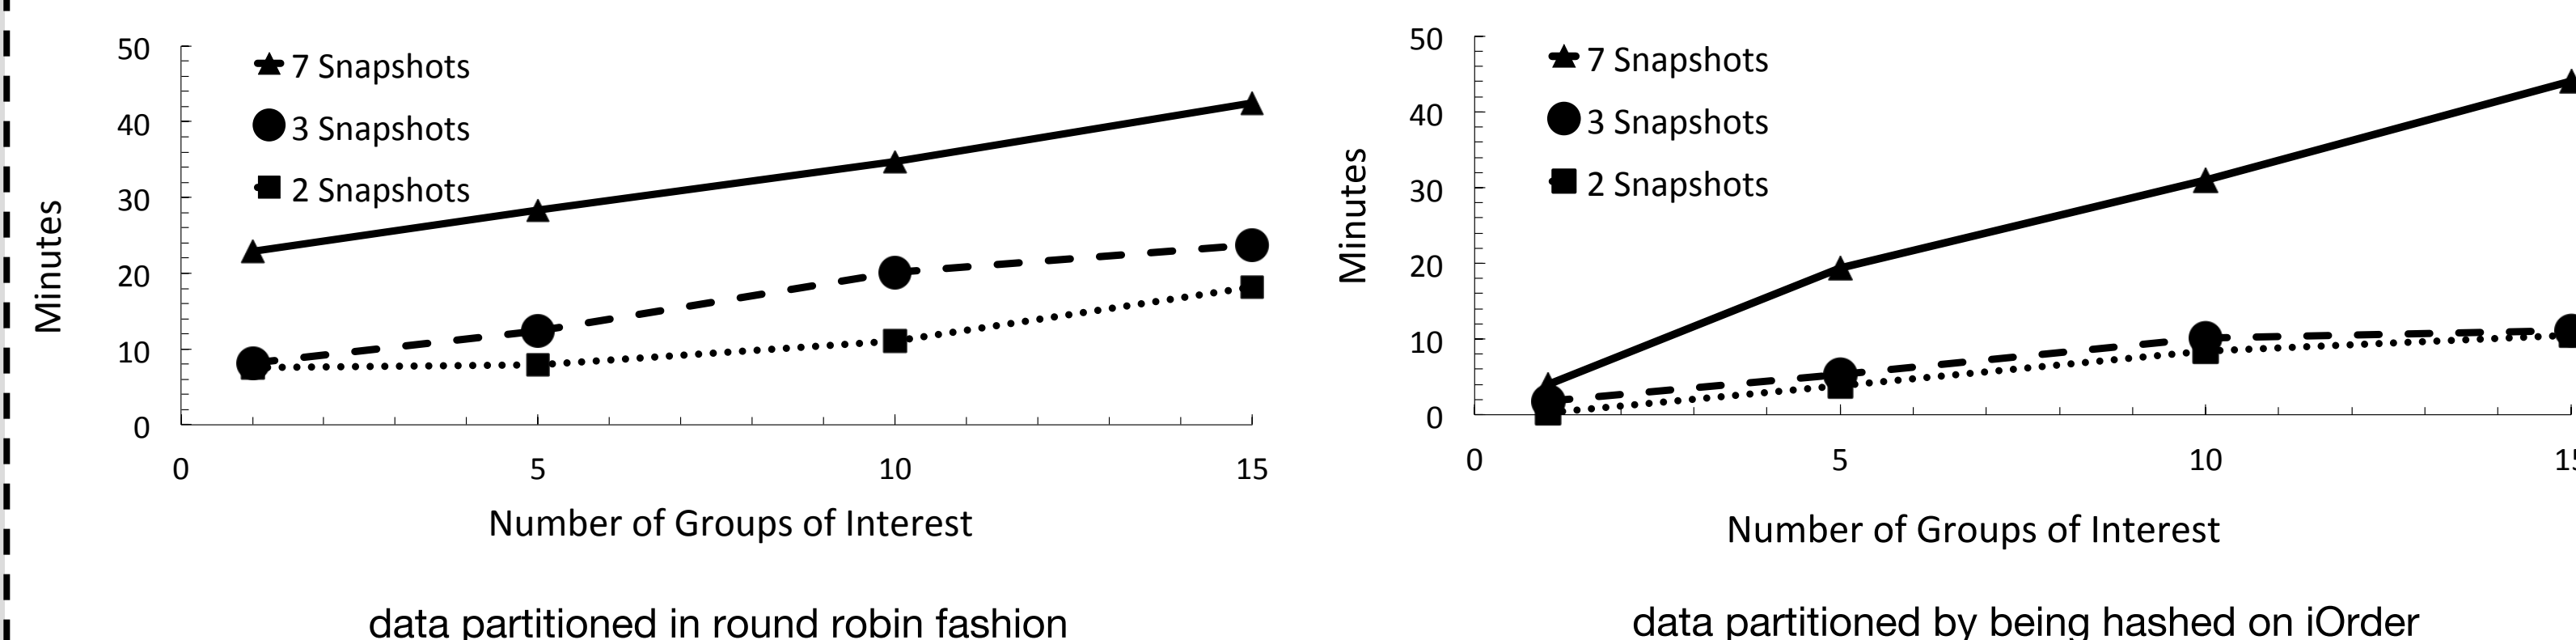 50
40
30
20
10
0
Minutes
7 Snapshots
3 Snapshots
2 Snapshots
0 5 10 15
Number of Groups of Interest
data partitioned in round robin fashion
50
40
30
20
10
0
Minutes
7 Snapshots
3 Snapshots
2 Snapshots
0 5 10 15
Number of Groups of Interest
data partitioned by being hashed on iOrder